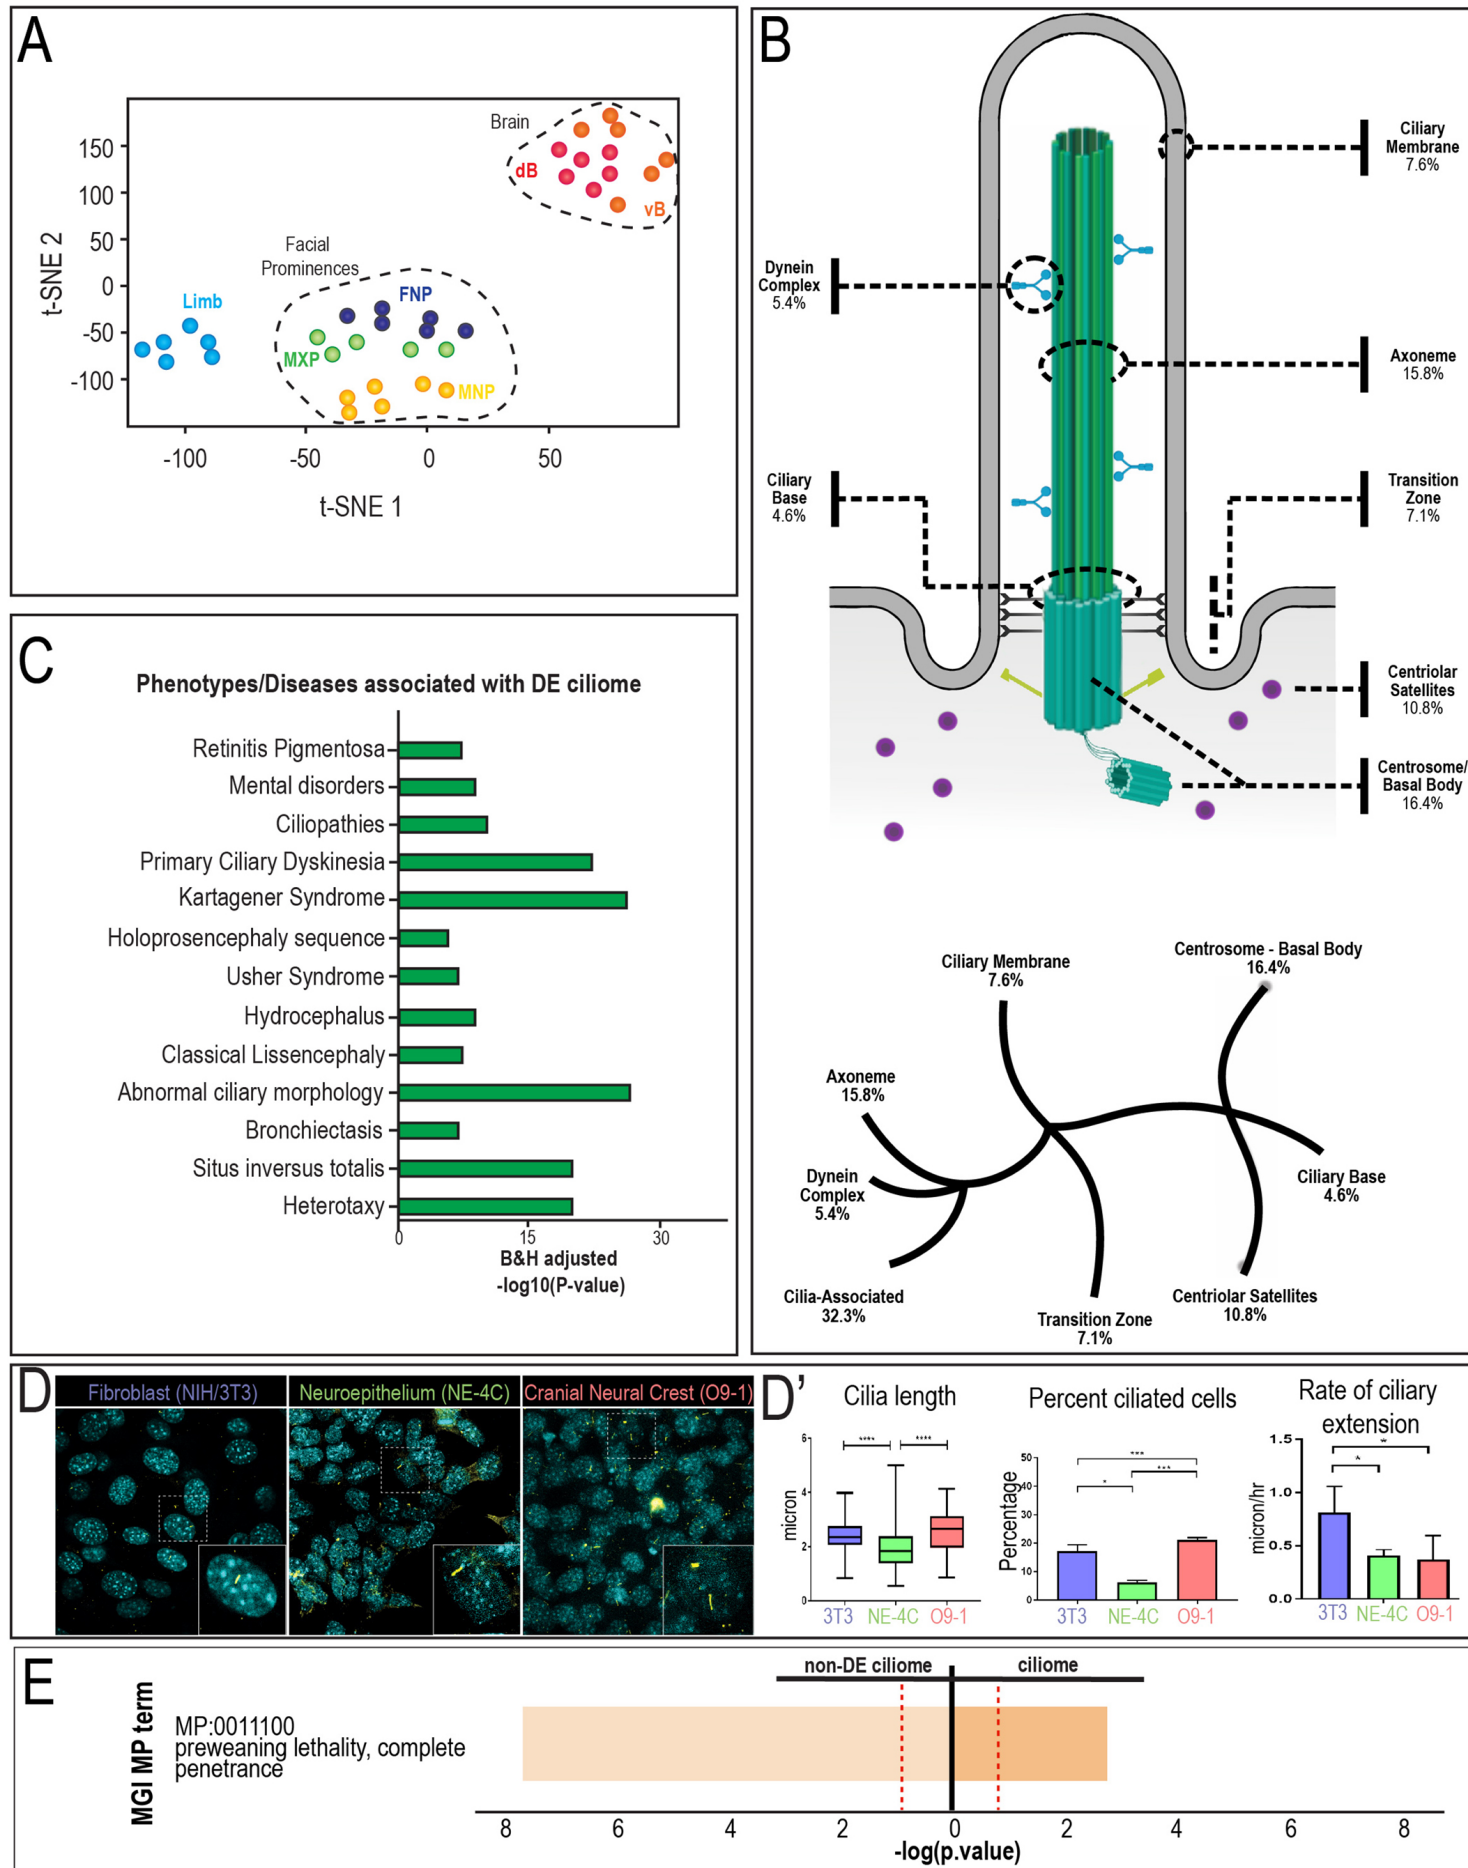 A
150
100
50
0
-50
-100
t-SNE 2
Brain
dB
vB
Facial
Prominences
Limb
FNP
MXP
MNP
-100
-50
0
50
t-SNE 1
B
Ciliary
Membrane
7.6%
Dynein
Complex
5.4%
Axoneme
15.8%
Ciliary
Base
4.6%
Transition
Zone
7.1%
Centriolar
Satellites
10.8%
Centrosome/
Basal Body
16.4%
Ciliary Membrane
7.6%
Centrosome - Basal Body
16.4%
Axoneme
15.8%
Dynein
Complex
5.4%
Ciliary Base
4.6%
Cilia-Associated
32.3%
Transition Zone
7.1%
Centriolar Satellites
10.8%
C
Phenotypes/Diseases associated with DE ciliome
Retinitis Pigmentosa
Mental disorders
Ciliopathies
Primary Ciliary Dyskinesia
Kartagener Syndrome
Holoprosencephaly sequence
Usher Syndrome
Hydrocephalus
Classical Lissencephaly
Abnormal ciliary morphology
Bronchiectasis
Situs inversus totalis
Heterotaxy
0
15
30
B&H adjusted
-log10(P-value)
D
Fibroblast (NIH/3T3)
Neuroepithelium (NE-4C)
Cranial Neural Crest (O9-1)
D'
Cilia length
6
4
2
0
micron
****
****
3T3
NE-4C
O9-1
Percent ciliated cells
50
40
30
20
10
0
Percentage
***
***
*
3T3
NE-4C
O9-1
Rate of ciliary
extension
1.5
1.0
0.5
0.0
micron/hr
*
*
3T3
NE-4C
O9-1
E
MGI MP term
MP:0011100
preweaning lethality, complete
penetrance
non-DE ciliome
ciliome
8
6
4
2
0
2
4
6
8
-log(p.value)